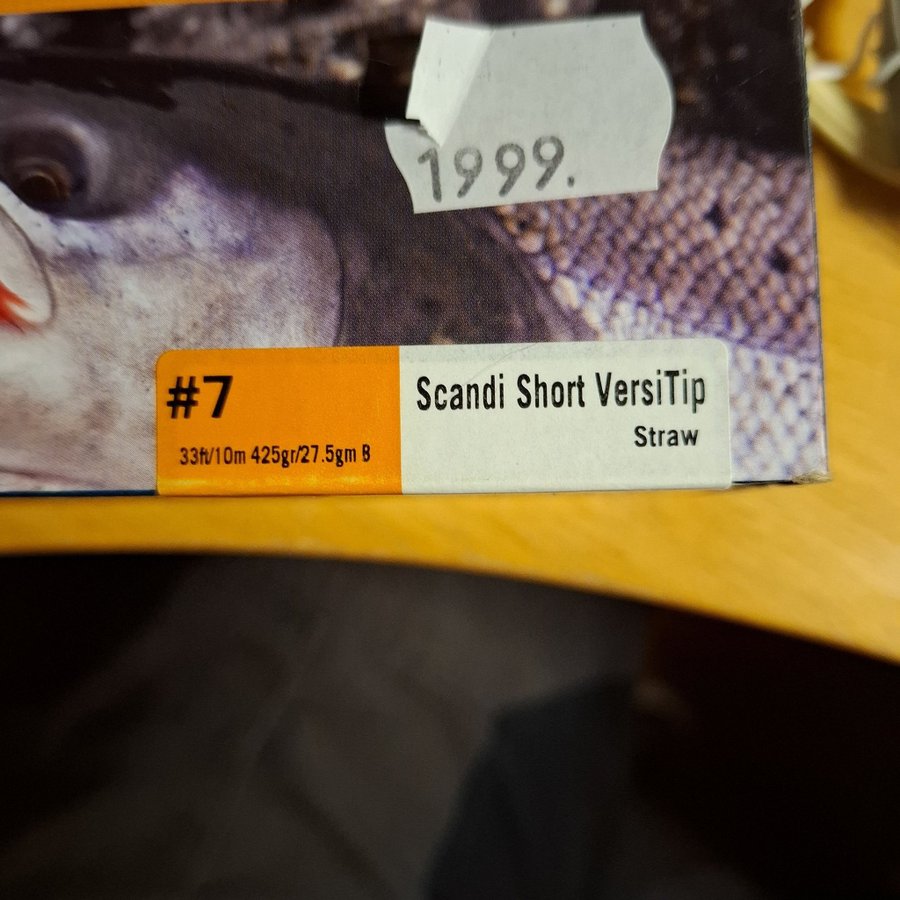 1999.
#7
33ft/10m 425gr/27.5gm B
Scandi Short VersiTip
Straw